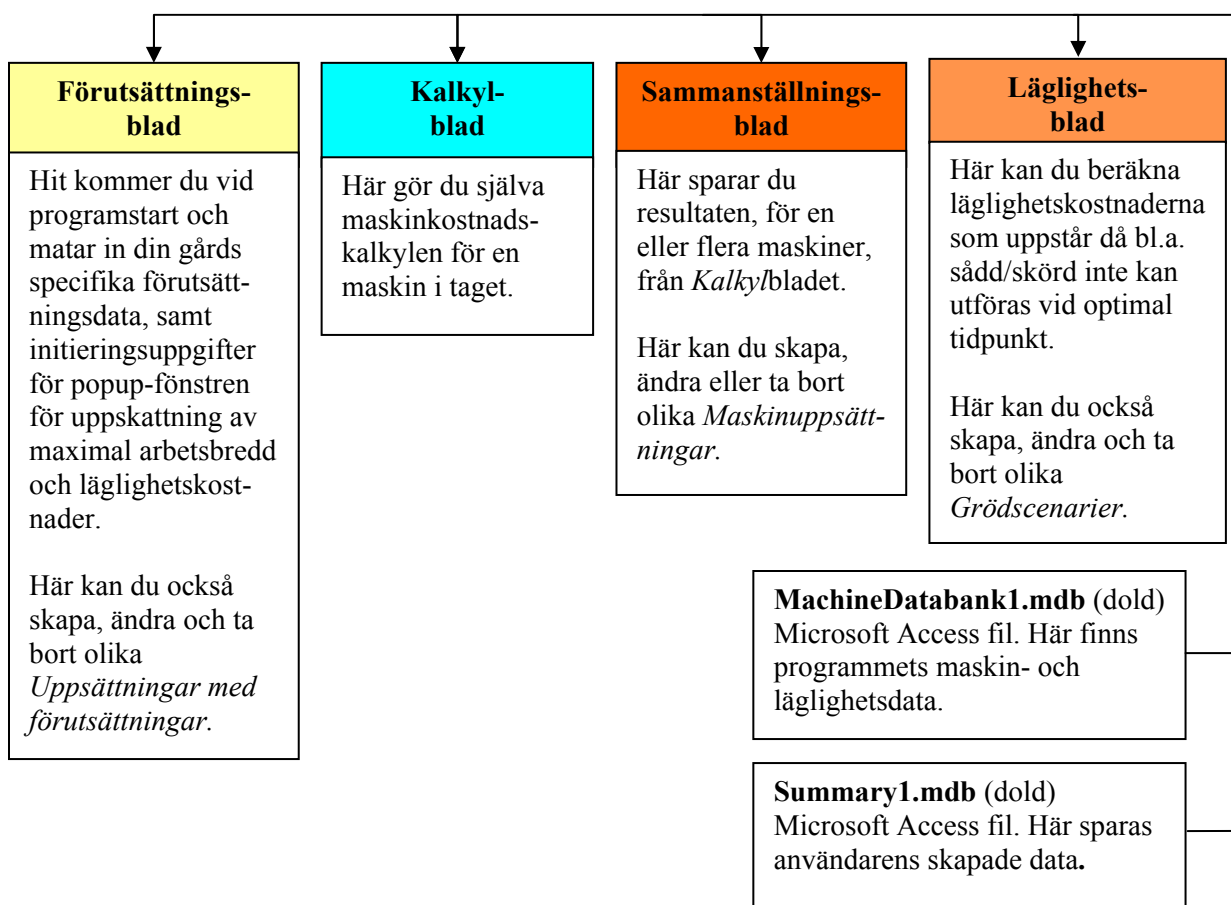 Förutsättnings-
blad
Hit kommer du vid
programstart och
matar in din gårds
specifika förutsätt-
ningsdata, samt
initieringsuppgifter
för popup-fönstren
för uppskattning av
maximal arbetsbredd
och läglighetskost-
nader.
Här kan du också
skapa, ändra och ta
bort olika
Uppsättningar med
förutsättningar.
Kalkyl-
blad
Här gör du själva
maskinkostnads-
kalkylen för en
maskin i taget.
Sammanställnings-
blad
Här sparar du
resultaten, för en
eller flera maskiner,
från Kalkylbladet.
Här kan du skapa,
ändra eller ta bort
olika Maskinuppsätt-
ningar.
Läglighets-
blad
Här kan du beräkna
läglighetskostnaderna
som uppstår då bl.a.
sådd/skörd inte kan
utföras vid optimal
tidpunkt.
Här kan du också
skapa, ändra och ta
bort olika
Grödscenarier.
MachineDatabank1.mdb (dold)
Microsoft Access fil. Här finns
programmets maskin- och
läglighetsdata.
Summary1.mdb (dold)
Microsoft Access fil. Här sparas
användarens skapade data.